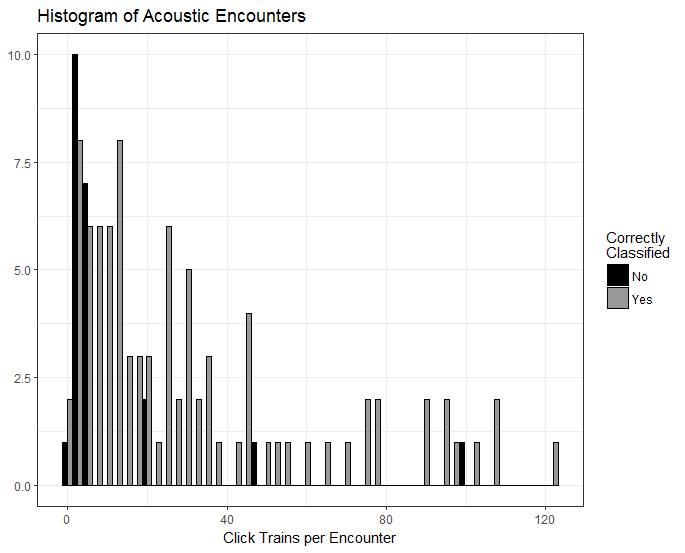 Histogram of Acoustic Encounters
10.0
7.5
5.0
2.5
0.0
0 40 80 120
Click Trains per Encounter
Correctly
Classified
No
Yes